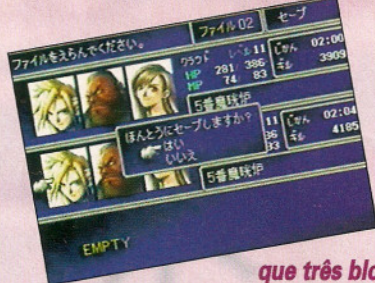 ファイルをえらんでください。
ファイル02
セーブ
クラウド レベル 11
HP 281/ 386
MP 74/ 83
じかん 02:00
ギル 3909
5番魔晄炉
ほんとうにセーブしますか?
はい
いいえ
11
86
83
じかん 02:04
ギル 4185
5番魔晄炉
EMPTY
que três blo